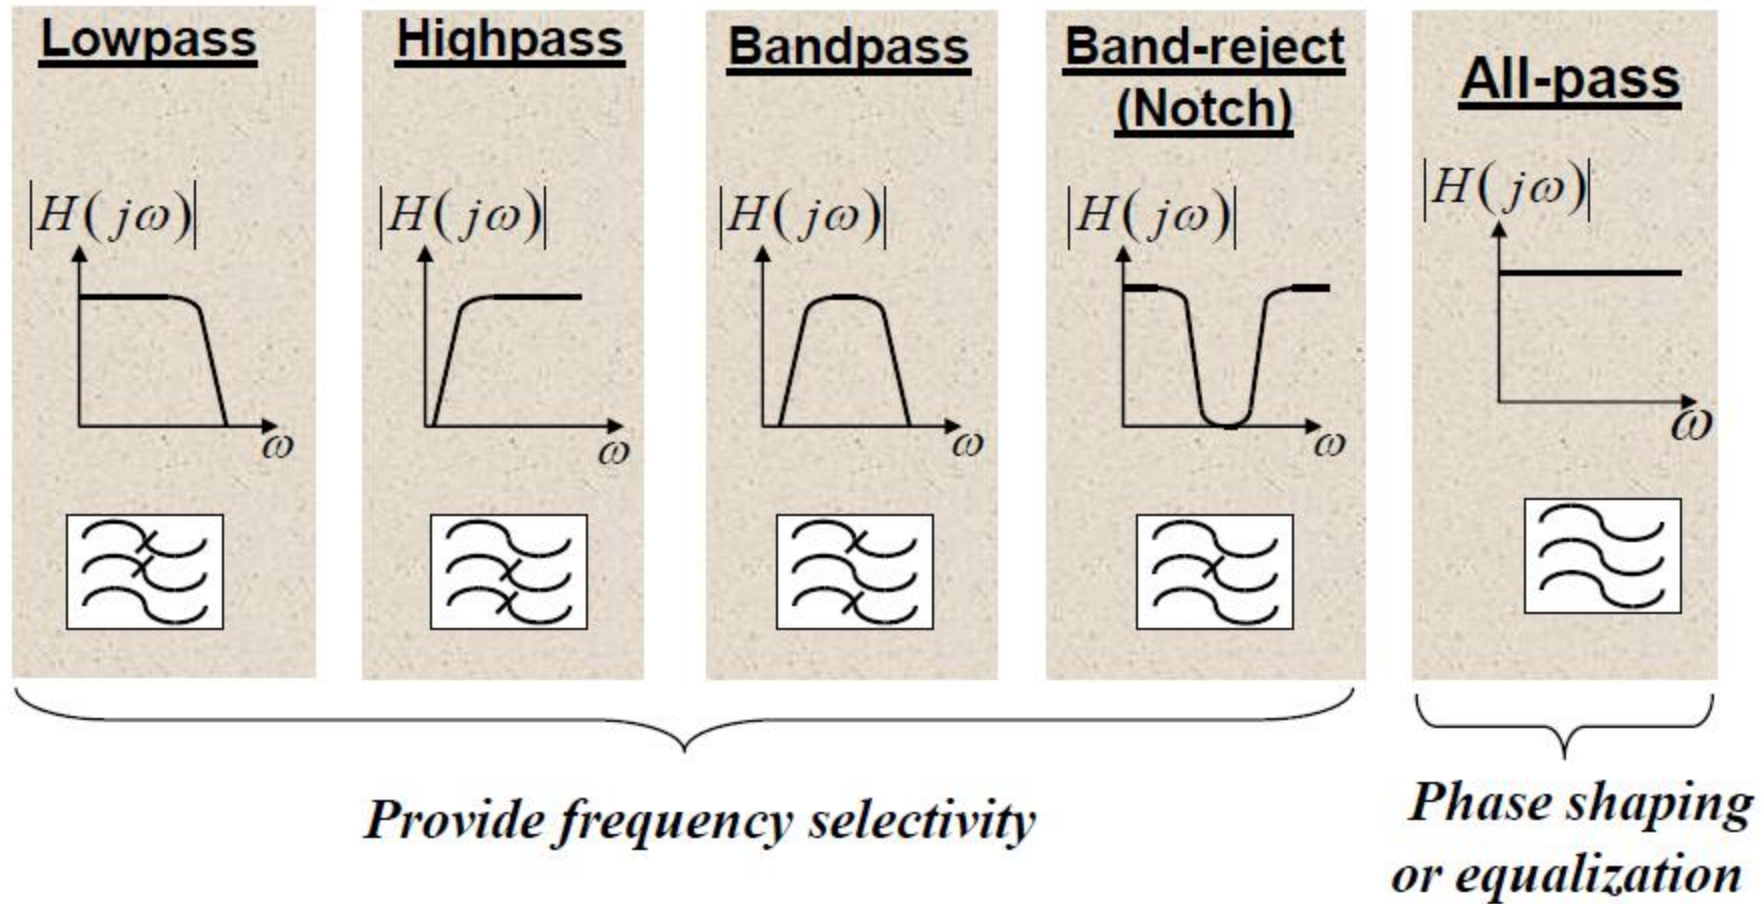 Lowpass
|H(jω)|
ω
Highpass
|H(jω)|
ω
Bandpass
|H(jω)|
ω
Band-reject
(Notch)
|H(jω)|
ω
All-pass
|H(jω)|
ω
Provide frequency selectivity
Phase shaping
or equalization